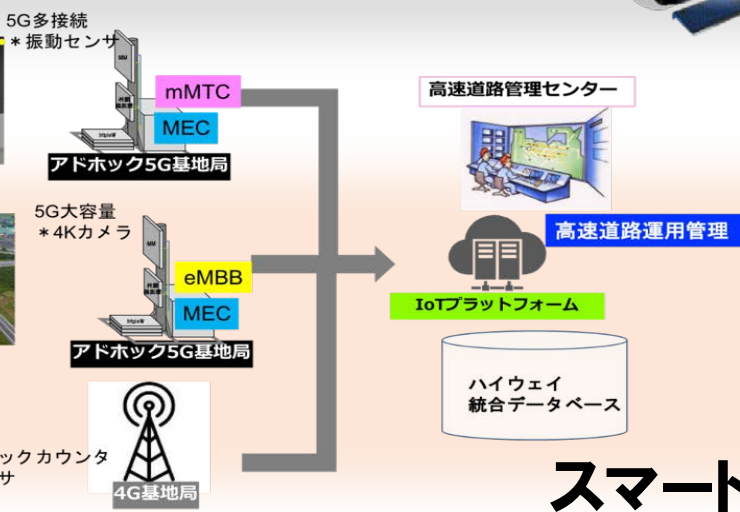 5G多接続
＊振動センサ
mMTC
MEC
アドホック5G基地局
5G大容量
＊4Kカメラ
eMBB
MEC
アドホック5G基地局
ックカウンタ
サ
4G基地局
高速道路管理センター
高速道路運用管理
IoTプラットフォーム
ハイウェイ
統合データベース
スマート